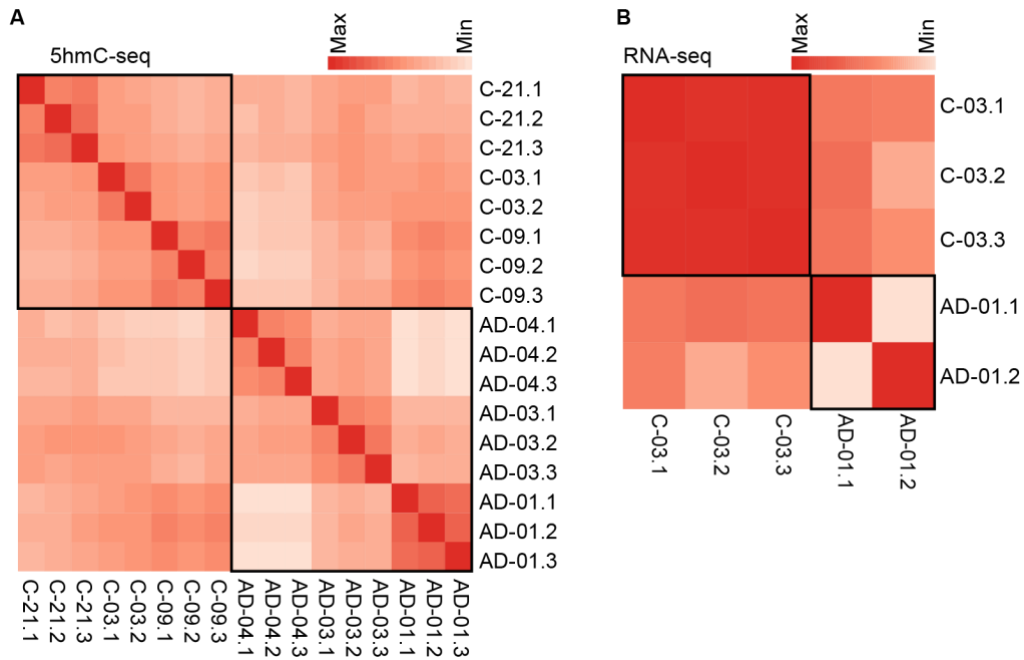 A
5hmC-seq
Max
Min
C-21.1
C-21.2
C-21.3
C-03.1
C-03.2
C-09.1
C-09.2
C-09.3
AD-04.1
AD-04.2
AD-04.3
AD-03.1
AD-03.2
AD-03.3
AD-01.1
AD-01.2
AD-01.3
C-21.1
C-21.2
C-21.3
C-03.1
C-03.2
C-09.1
C-09.2
C-09.3
AD-04.1
AD-04.2
AD-04.3
AD-03.1
AD-03.2
AD-03.3
AD-01.1
AD-01.2
AD-01.3
B
RNA-seq
Max
Min
C-03.1
C-03.2
C-03.3
AD-01.1
AD-01.2
C-03.1
C-03.2
C-03.3
AD-01.1
AD-01.2